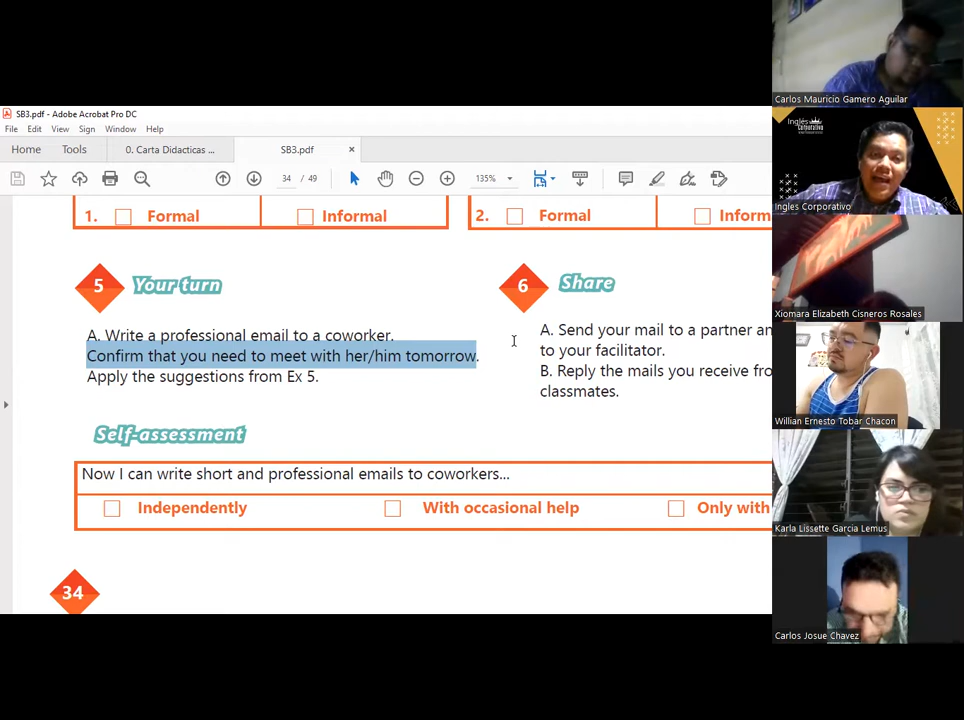 SB3.pdf - Adobe Acrobat Pro DC
File Edit View Sign Window Help
Home Tools 0. Carta Didacticas ... SB3.pdf ×
34 / 49 135%
1. Formal Informal 2. Formal Inform
5 Your turn
A. Write a professional email to a coworker.
Confirm that you need to meet with her/him tomorrow.
Apply the suggestions from Ex 5.
6 Share
A. Send your mail to a partner an
to your facilitator.
B. Reply the mails you receive fro
classmates.
Self-assessment
Now I can write short and professional emails to coworkers...
Independently With occasional help Only with
34
Carlos Mauricio Gamero Aguilar
Inglés
Corporativo
Ingles Corporativo
Xiomara Elizabeth Cisneros Rosales
Willian Ernesto Tobar Chacon
Karla Lissette Garcia Lemus
Carlos Josue Chavez